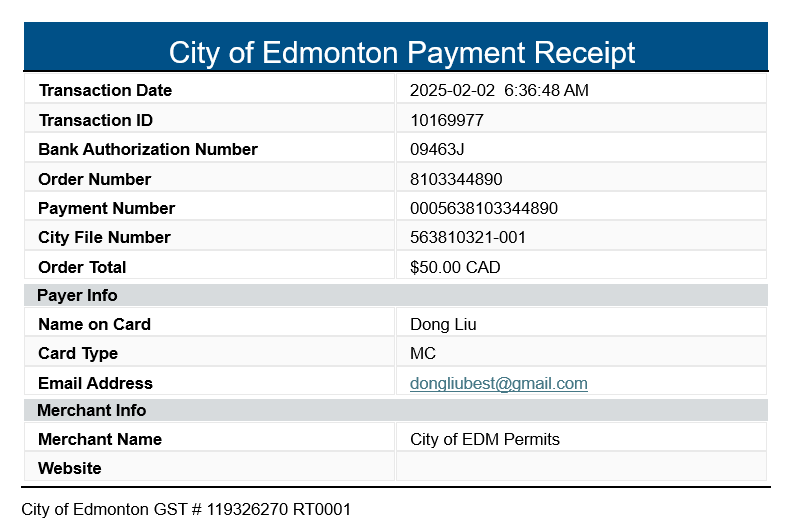 City of Edmonton Payment Receipt
Transaction Date 2025-02-02 6:36:48 AM
Transaction ID 10169977
Bank Authorization Number 09463J
Order Number 8103344890
Payment Number 0005638103344890
City File Number 563810321-001
Order Total $50.00 CAD
Payer Info
Name on Card Dong Liu
Card Type MC
Email Address dongliubest@gmail.com
Merchant Info
Merchant Name City of EDM Permits
Website
City of Edmonton GST # 119326270 RT0001